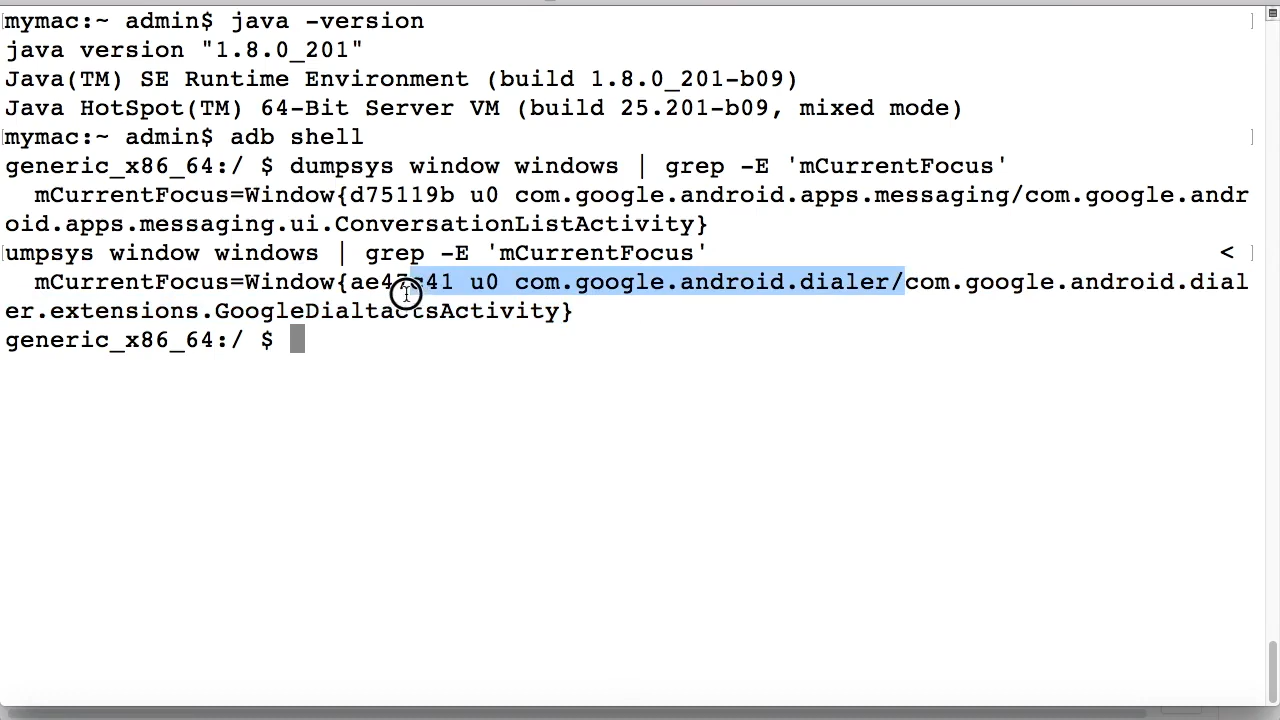 mymac:~ admin$ java -version
java version "1.8.0_201"
Java(TM) SE Runtime Environment (build 1.8.0_201-b09)
Java HotSpot(TM) 64-Bit Server VM (build 25.201-b09, mixed mode)
mymac:~ admin$ adb shell
generic_x86_64:/ $ dumpsys window windows | grep -E 'mCurrentFocus'
mCurrentFocus=Window{d75119b u0 com.google.android.apps.messaging/com.google.andr
oid.apps.messaging.ui.ConversationListActivity}
umpsys window windows | grep -E 'mCurrentFocus' <
mCurrentFocus=Window{ae47c41 u0 com.google.android.dialer/com.google.android.dial
er.extensions.GoogleDialtactsActivity}
generic_x86_64:/ $